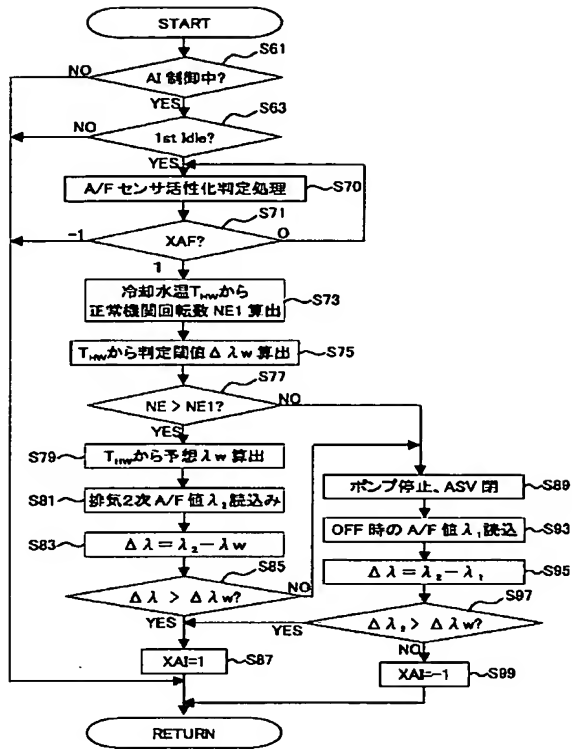 START
S61
NO
AI 制御中?
YES
S63
NO
1st Idle?
YES
A/F センサ活性化判定処理
S70
S71
-1
XAF?
0
1
冷却水温THWから
正常機関回転数 NE1 算出
S73
THWから判定閾値 Δλw 算出
S75
S77
NE > NE1?
NO
YES
S79
THWから予想 λw 算出
S81
排気2次 A/F 値 λ2 読込み
S83
Δλ = λ2 − λw
S85
Δλ > Δλw?
NO
YES
XAI=1
S87
ポンプ停止、ASV 閉
S89
OFF 時の A/F 値 λ1 読込
S93
Δλ = λ2 − λ1
S95
S97
Δλ2 > Δλw?
YES
NO
XAI=-1
S99
RETURN